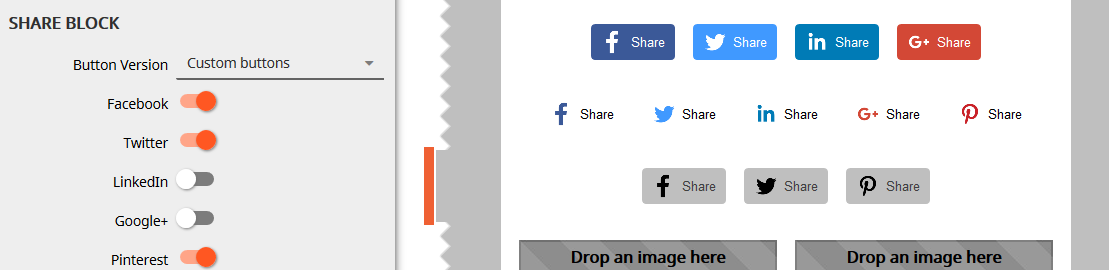 SHARE BLOCK
Button Version Custom buttons
Facebook
Twitter
LinkedIn
Google+
Pinterest
Share Share Share Share
Share Share Share Share Share
Share Share Share
Drop an image here Drop an image here